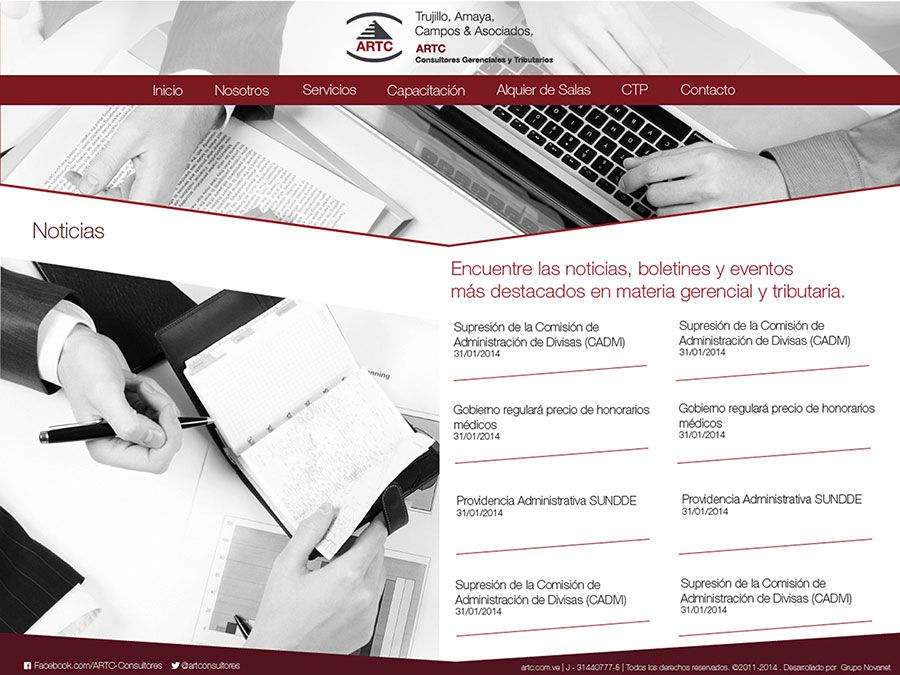 Trujillo, Amaya,
Campos & Asociados,
ARTC
ARTC
Consultores Gerenciales y Tributarios
Inicio Nosotros Servicios Capacitación Alquier de Salas CTP Contacto
Noticias
Encuentre las noticias, boletines y eventos
más destacados en materia gerencial y tributaria.
Supresión de la Comisión de
Administración de Divisas (CADM)
31/01/2014
Supresión de la Comisión de
Administración de Divisas (CADM)
31/01/2014
Gobierno regulará precio de honorarios
médicos
31/01/2014
Gobierno regulará precio de honorarios
médicos
31/01/2014
Providencia Administrativa SUNDDE
31/01/2014
Providencia Administrativa SUNDDE
31/01/2014
Supresión de la Comisión de
Administración de Divisas (CADM)
31/01/2014
Supresión de la Comisión de
Administración de Divisas (CADM)
31/01/2014
Facebook.com/ARTC-Consultores @artconsultores
artc.com.ve | J - 31440777-5 | Todos los derechos reservados. ©2011-2014 . Desarrollado por Grupo Novanet